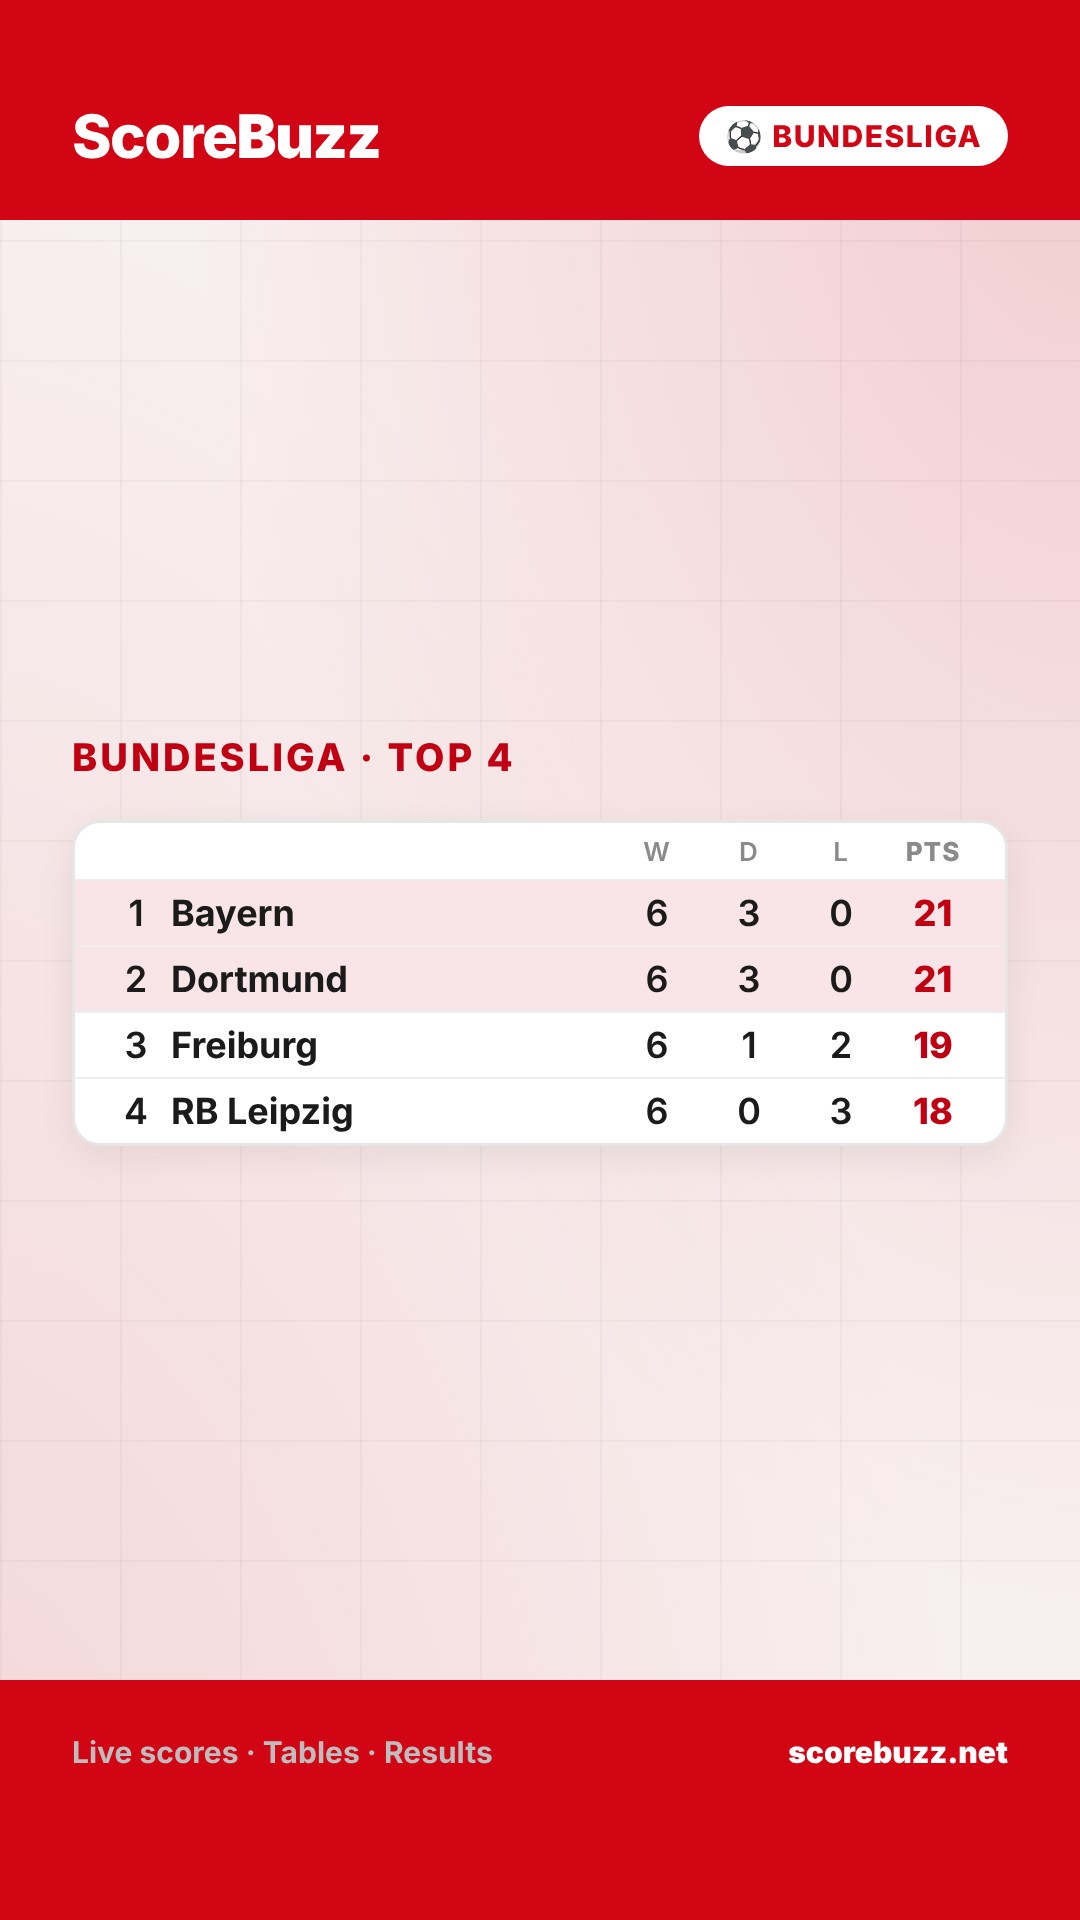 ScoreBuzz
⚽ BUNDESLIGA
BUNDESLIGA · TOP 4
W D L PTS
1 Bayern 6 3 0 21
2 Dortmund 6 3 0 21
3 Freiburg 6 1 2 19
4 RB Leipzig 6 0 3 18
Live scores · Tables · Results
scorebuzz.net